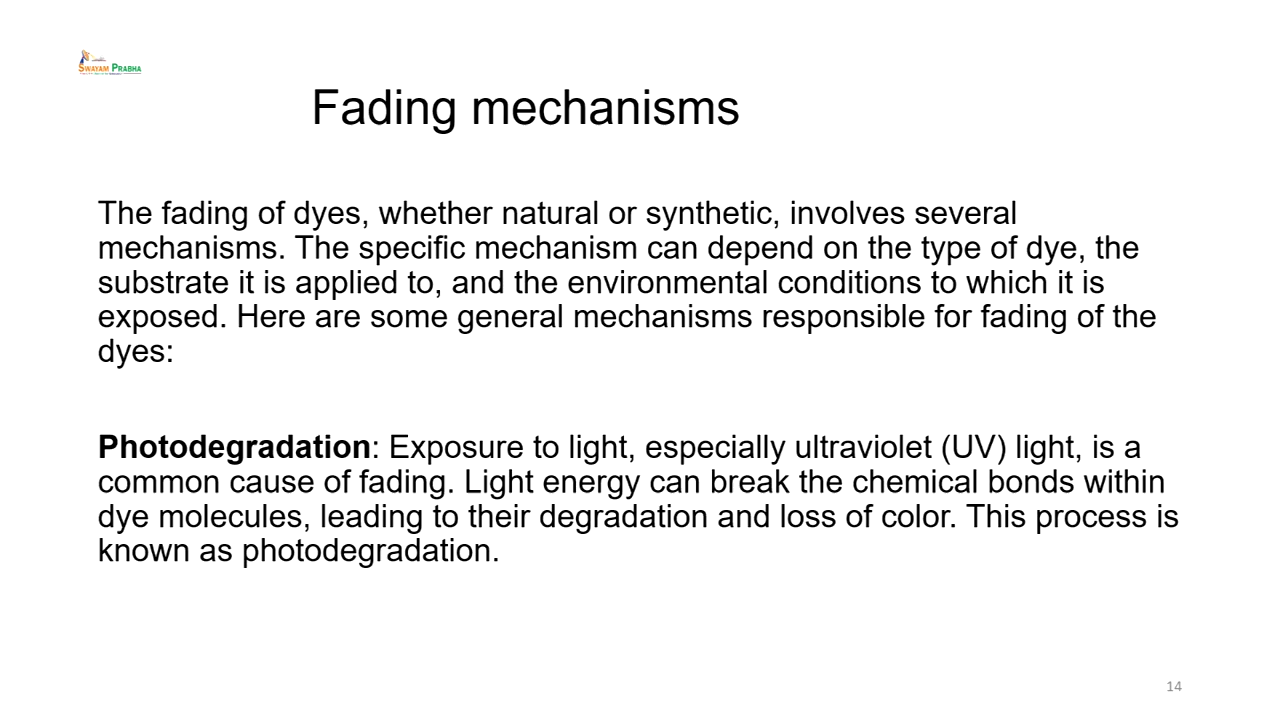 SWAYAM PRABHA
Fading mechanisms
The fading of dyes, whether natural or synthetic, involves several
mechanisms. The specific mechanism can depend on the type of dye, the
substrate it is applied to, and the environmental conditions to which it is
exposed. Here are some general mechanisms responsible for fading of the
dyes:
Photodegradation: Exposure to light, especially ultraviolet (UV) light, is a
common cause of fading. Light energy can break the chemical bonds within
dye molecules, leading to their degradation and loss of color. This process is
known as photodegradation.
14